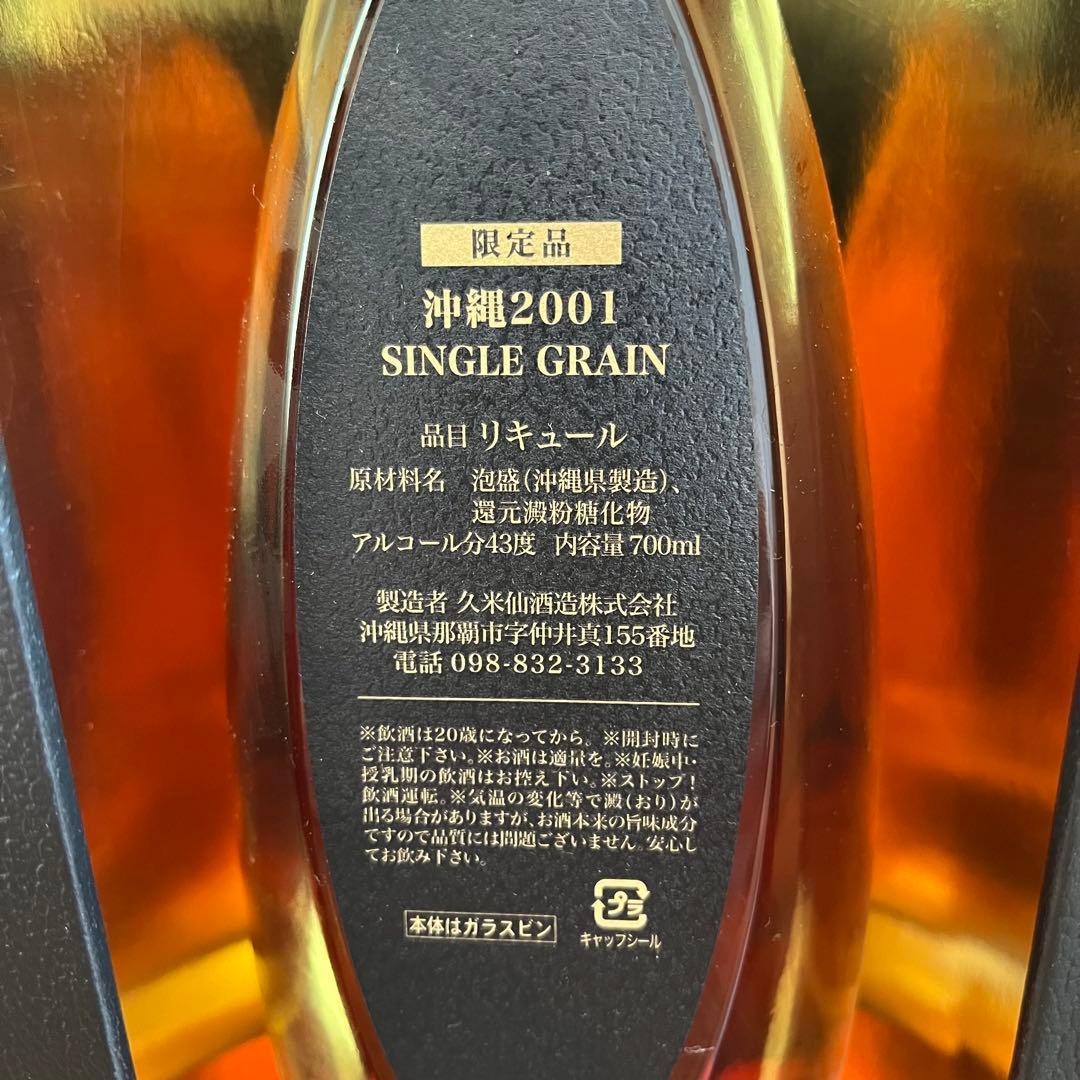 限定品
沖縄2001
SINGLE GRAIN
品目 リキュール
原材料名 泡盛(沖縄県製造)、
還元澱粉糖化物
アルコール分43度 内容量700ml
製造者 久米仙酒造株式会社
沖縄県那覇市字仲井真155番地
電話 098-832-3133
※飲酒は20歳になってから。※開封時に
ご注意下さい。※お酒は適量を。※妊娠中・
授乳期の飲酒はお控え下い。※ストップ!
飲酒運転。※気温の変化等で澱(おり)が
出る場合がありますが、お酒本来の旨味成分
ですので品質には問題ございません。安心し
てお飲み下さい。
プラ
本体はガラスビン
キャップシール